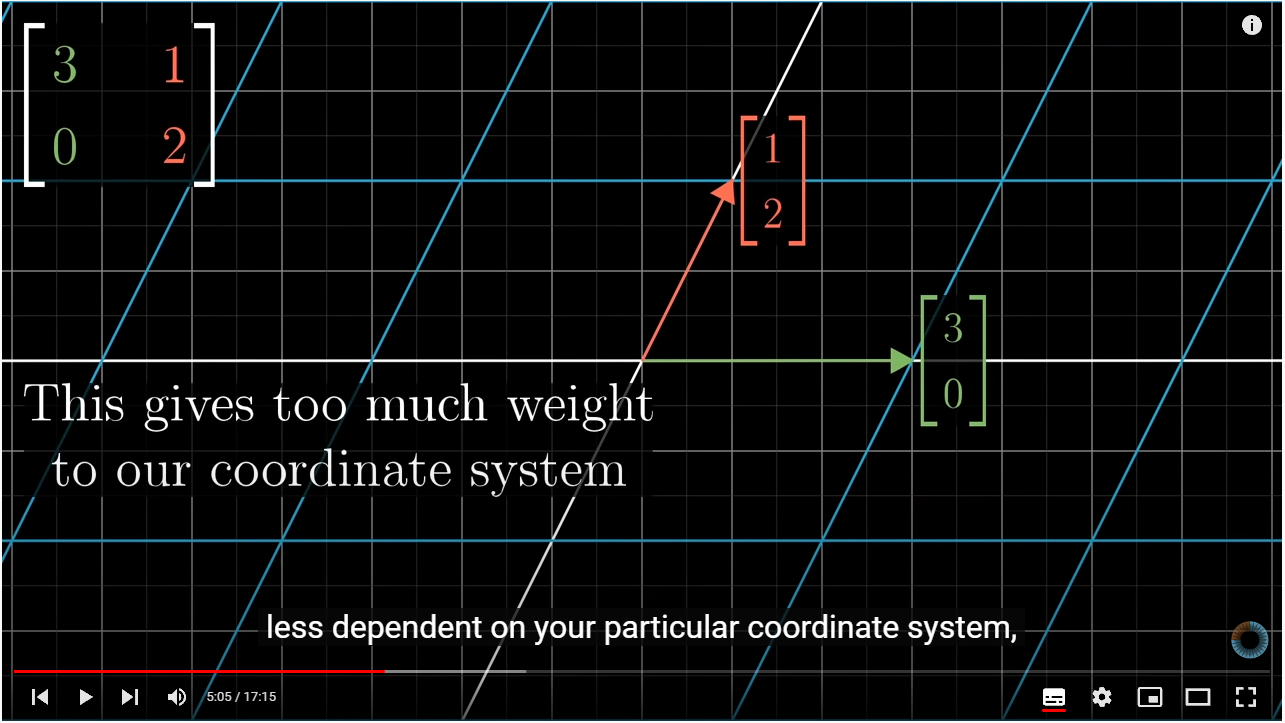 3 1
0 2
1
2
3
0
This gives too much weight
to our coordinate system
less dependent on your particular coordinate system,
5:05 / 17:15